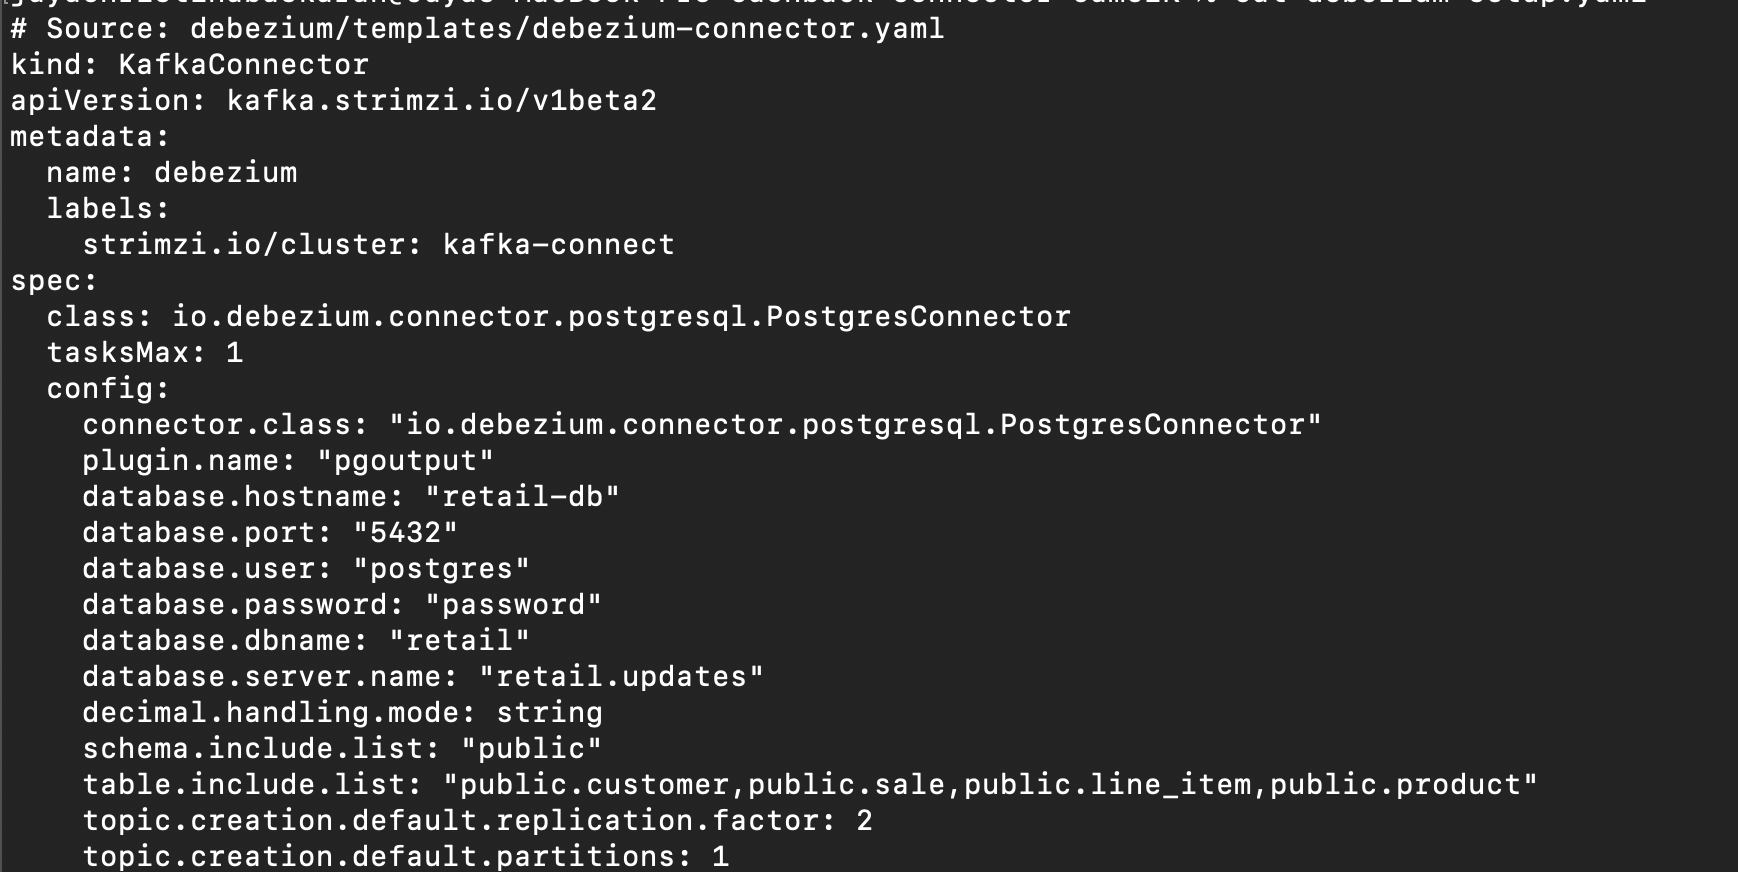 # Source: debezium/templates/debezium-connector.yaml
kind: KafkaConnector
apiVersion: kafka.strimzi.io/v1beta2
metadata:
  name: debezium
  labels:
    strimzi.io/cluster: kafka-connect
spec:
  class: io.debezium.connector.postgresql.PostgresConnector
  tasksMax: 1
  config:
    connector.class: "io.debezium.connector.postgresql.PostgresConnector"
    plugin.name: "pgoutput"
    database.hostname: "retail-db"
    database.port: "5432"
    database.user: "postgres"
    database.password: "password"
    database.dbname: "retail"
    database.server.name: "retail.updates"
    decimal.handling.mode: string
    schema.include.list: "public"
    table.include.list: "public.customer,public.sale,public.line_item,public.product"
    topic.creation.default.replication.factor: 2
    topic.creation.default.partitions: 1